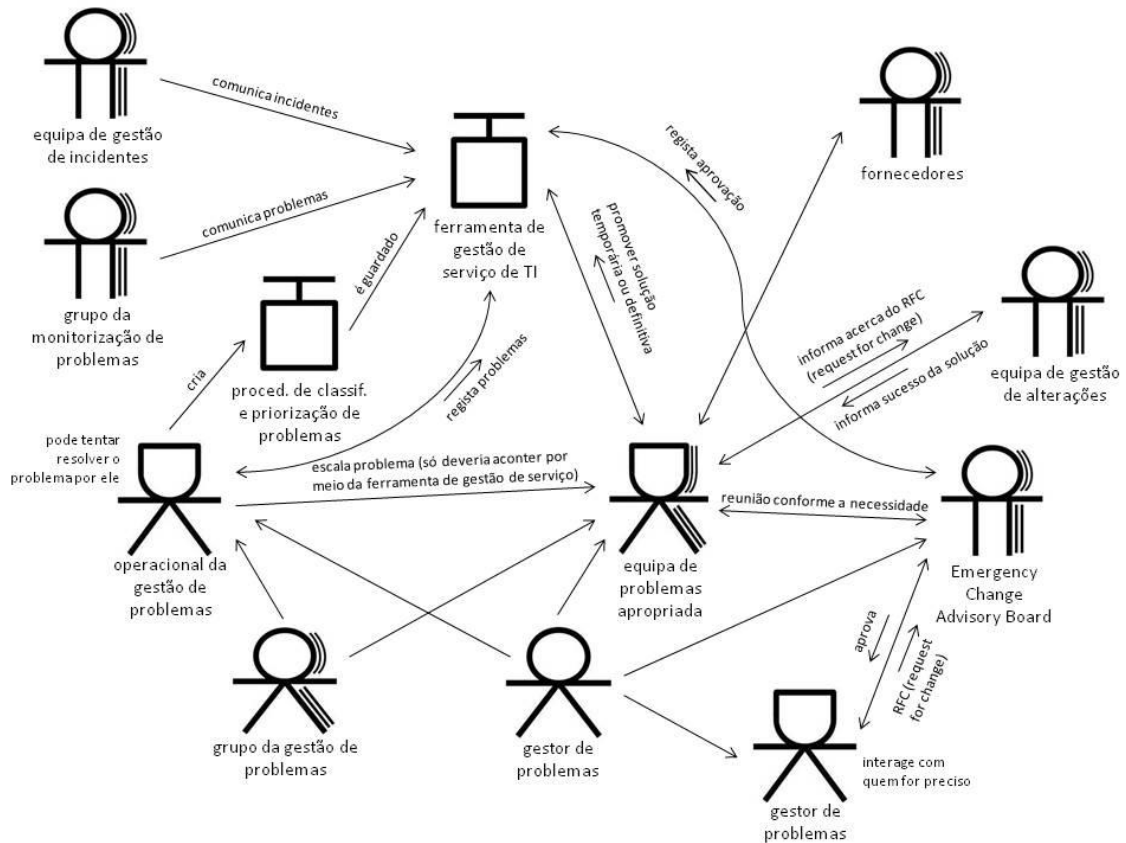 comunica incidentes
equipa de gestão
de incidentes
regista aprovação
fornecedores
comunica problemas
ferramenta de
gestão de
serviço de TI
promover solução
temporária ou definitiva
é guardado
grupo da
monitorização de
problemas
informa acerca do RFC
(request for change)
informa sucesso da solução
equipa de gestão
de alterações
cria
proced. de classif.
e priorização de
problemas
regista problemas
pode tentar
resolver o
problema por ele
escala problema (só deveria aconter por
meio da ferramenta de gestão de serviço)
reunião conforme a necessidade
operacional da
gestão de
problemas
equipa de
problemas
apropriada
Emergency
Change
Advisory Board
aprova
RFC (request
for change)
grupo da gestão de
problemas
gestor de
problemas
interage com
quem for preciso
gestor de
problemas